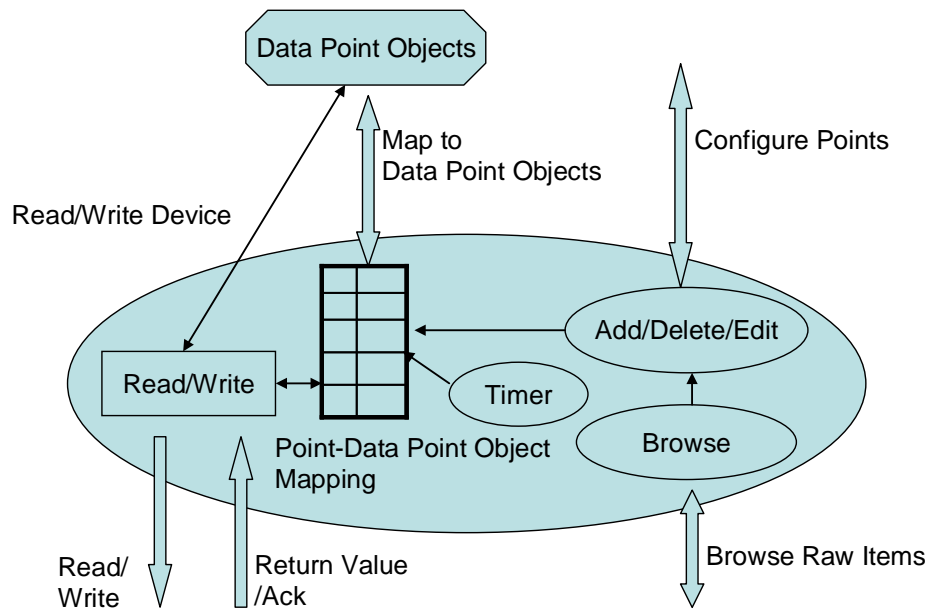 Data Point Objects
Map to
Data Point Objects
Configure Points
Read/Write Device
Add/Delete/Edit
Read/Write
Timer
Browse
Point-Data Point Object
Mapping
Read/
Write
Return Value
/Ack
Browse Raw Items